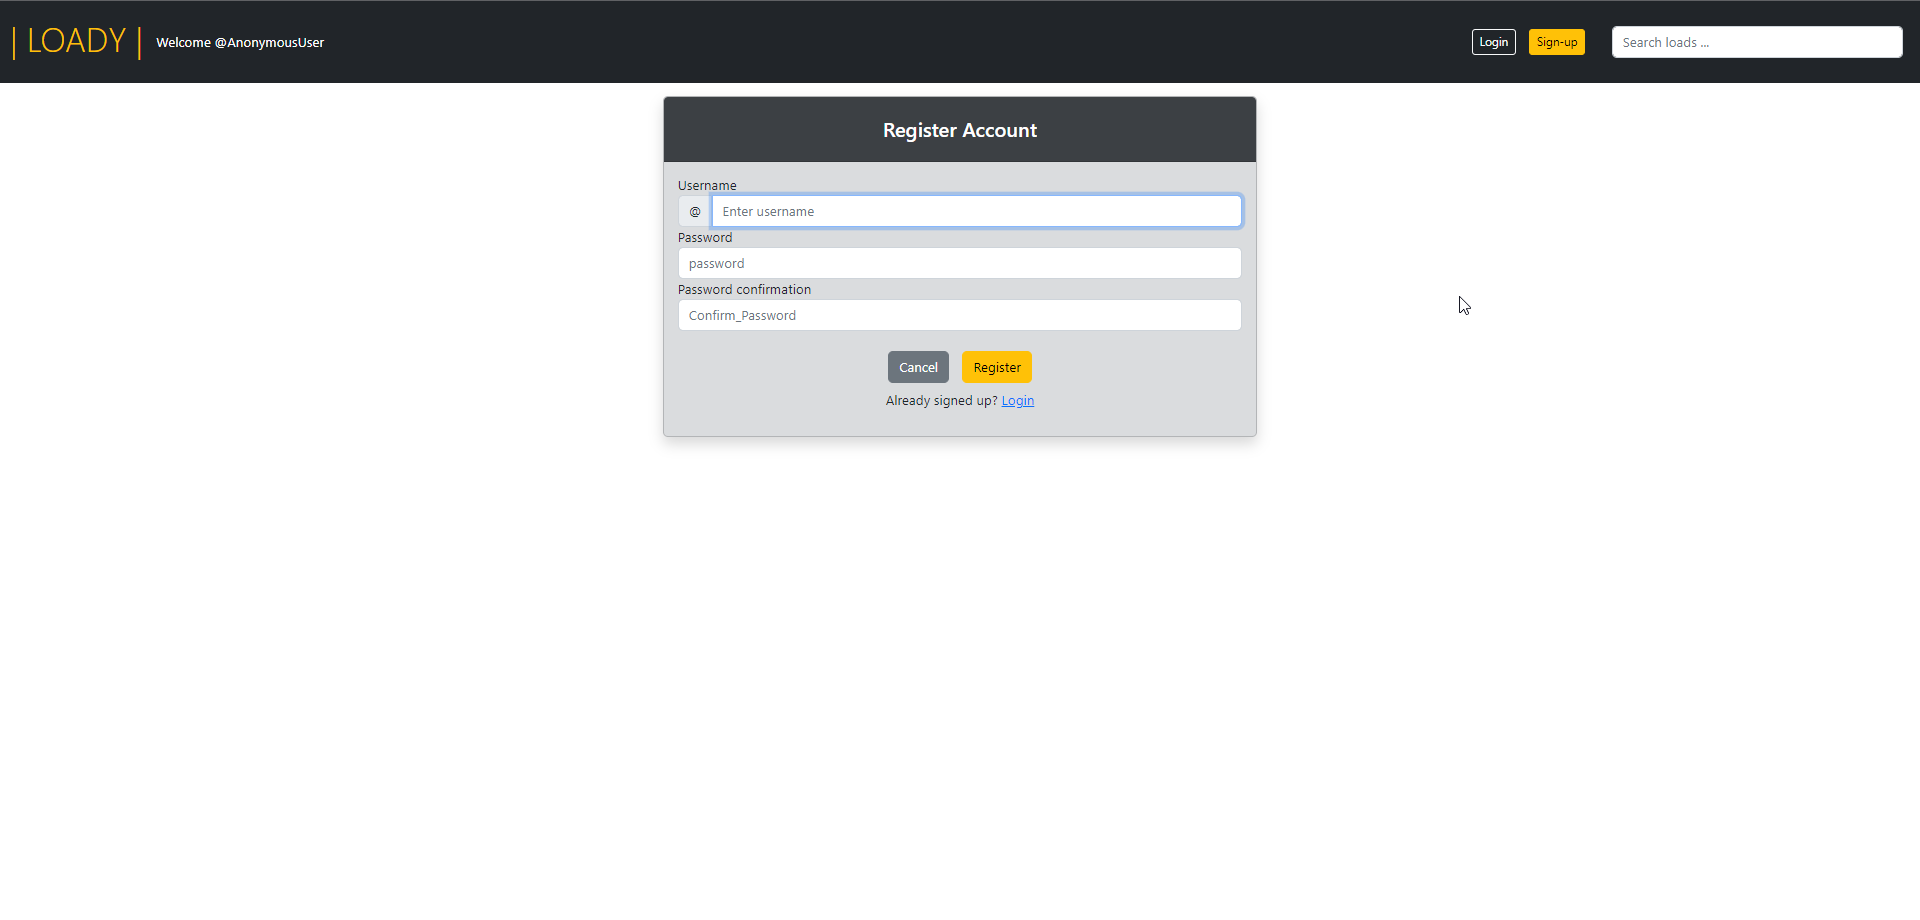 | LOADY | Welcome @AnonymousUser Login Sign-up Search loads ...
Register Account
Username
@ Enter username
Password
password
Password confirmation
Confirm_Password
Cancel Register
Already signed up? Login